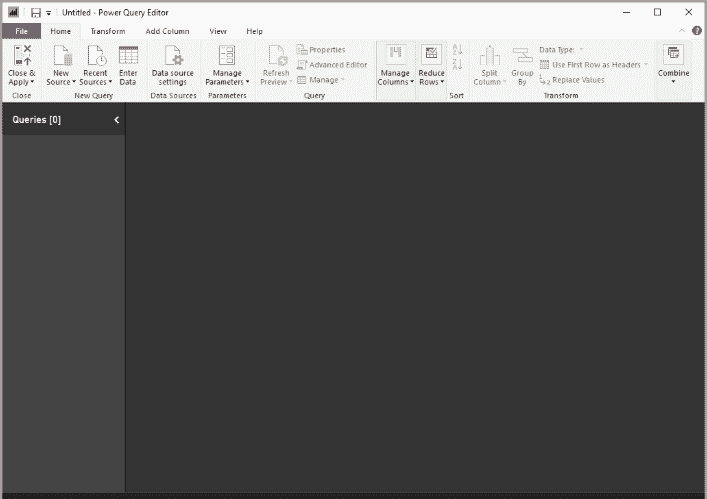 Untitled - Power Query Editor
File Home Transform Add Column View Help
Close & Apply
New Source
Recent Sources
Enter Data
Data source settings
Manage Parameters
Refresh Preview
Properties
Advanced Editor
Manage
Manage Columns
Reduce Rows
Split Column
Group By
Data Type:
Use First Row as Headers
Replace Values
Combine
Close New Query Data Sources Parameters Query Sort Transform
Queries [0]